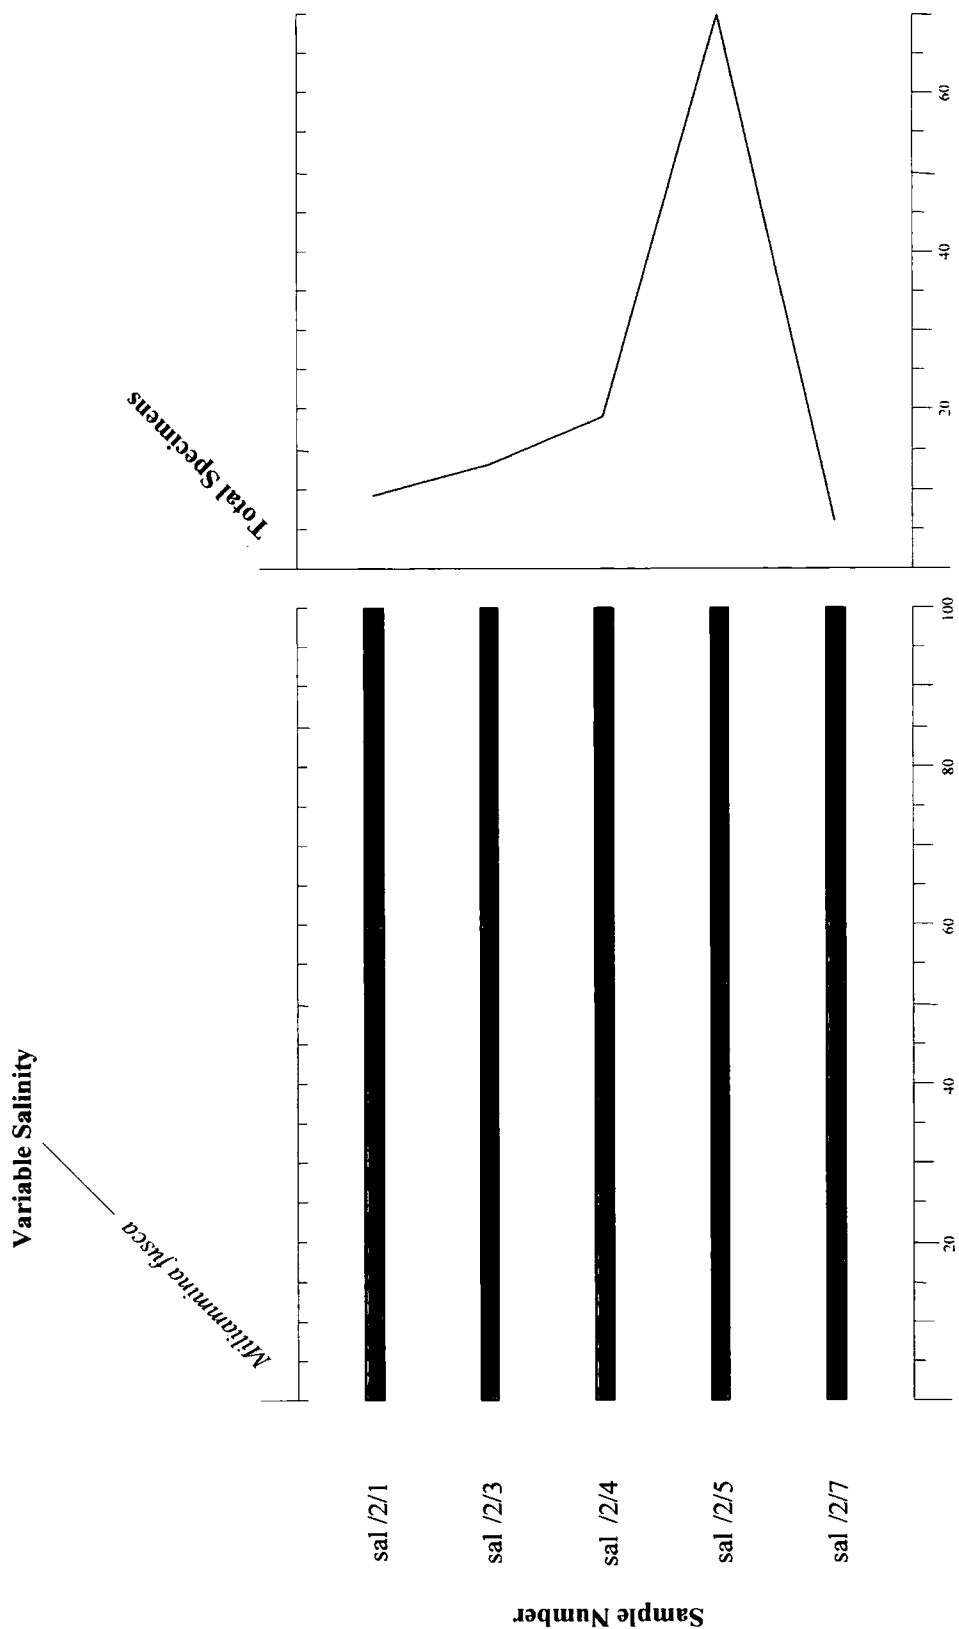 Variable Salinity
Miliammina fusca
Total Specimens
sal /2/1
sal /2/3
sal /2/4
sal /2/5
sal /2/7
Sample Number
20
40
60
80
100
20
40
60